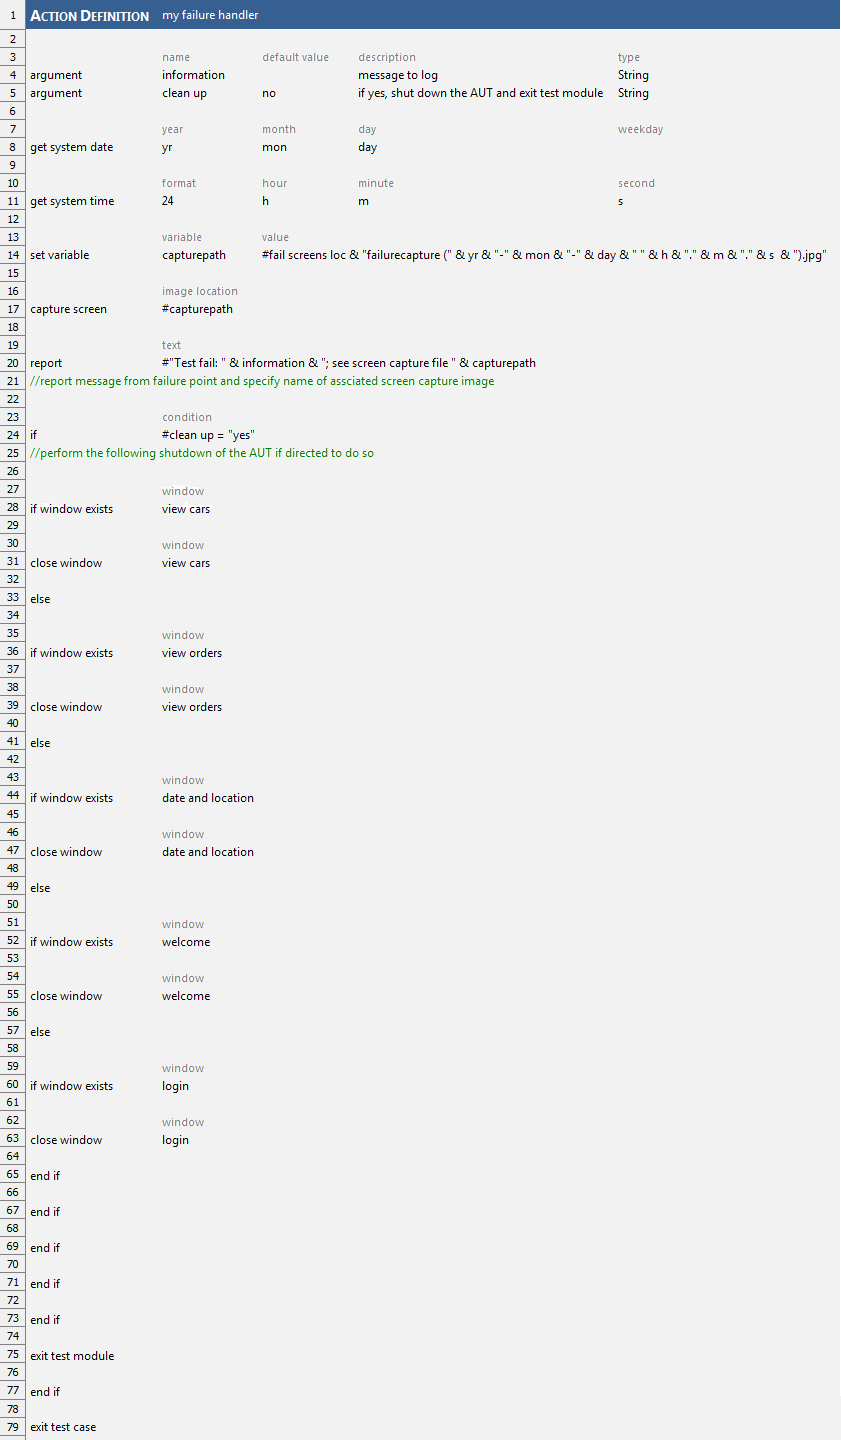 1 ACTION DEFINITION my failure handler
2
3 name default value description type
4 argument information message to log String
5 argument clean up no if yes, shut down the AUT and exit test module String
6
7 year month day weekday
8 get system date yr mon day
9
10 format hour minute second
11 get system time 24 h m s
12
13 variable value
14 set variable capturepath #fail screens loc & "failurecapture (" & yr & "-" & mon & "-" & day & " " & h & "." & m & "." & s & ").jpg"
15
16 image location
17 capture screen #capturepath
18
19 text
20 report #"Test fail: " & information & "; see screen capture file " & capturepath
21 //report message from failure point and specify name of assciated screen capture image
22
23 condition
24 if #clean up = "yes"
25 //perform the following shutdown of the AUT if directed to do so
26
27 window
28 if window exists view cars
29
30 window
31 close window view cars
32
33 else
34
35 window
36 if window exists view orders
37
38 window
39 close window view orders
40
41 else
42
43 window
44 if window exists date and location
45
46 window
47 close window date and location
48
49 else
50
51 window
52 if window exists welcome
53
54 window
55 close window welcome
56
57 else
58
59 window
60 if window exists login
61
62 window
63 close window login
64
65 end if
66
67 end if
68
69 end if
70
71 end if
72
73 end if
74
75 exit test module
76
77 end if
78
79 exit test case